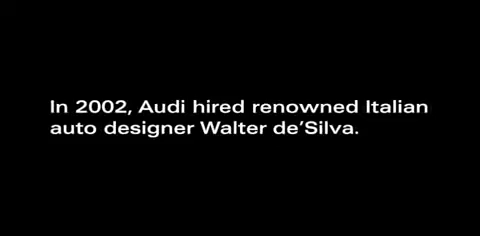 In 2002, Audi hired renowned Italian
auto designer Walter de’Silva.